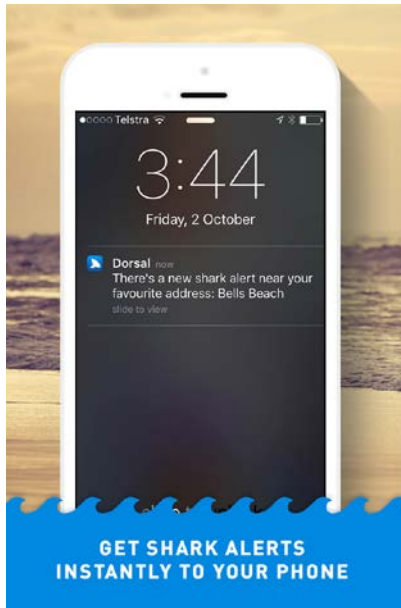 Telstra
3:44
Friday, 2 October
Dorsal now
There's a new shark alert near your
favourite address: Bells Beach
slide to view
GET SHARK ALERTS
INSTANTLY TO YOUR PHONE